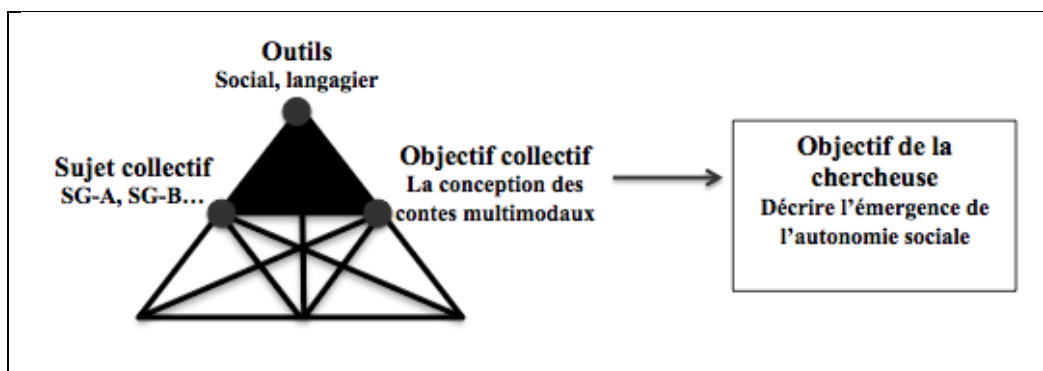 Outils
Social, langagier
Sujet collectif
SG-A, SG-B…
Objectif collectif
La conception des
contes multimodaux
Objectif de la
chercheuse
Décrire l’émergence de
l’autonomie sociale